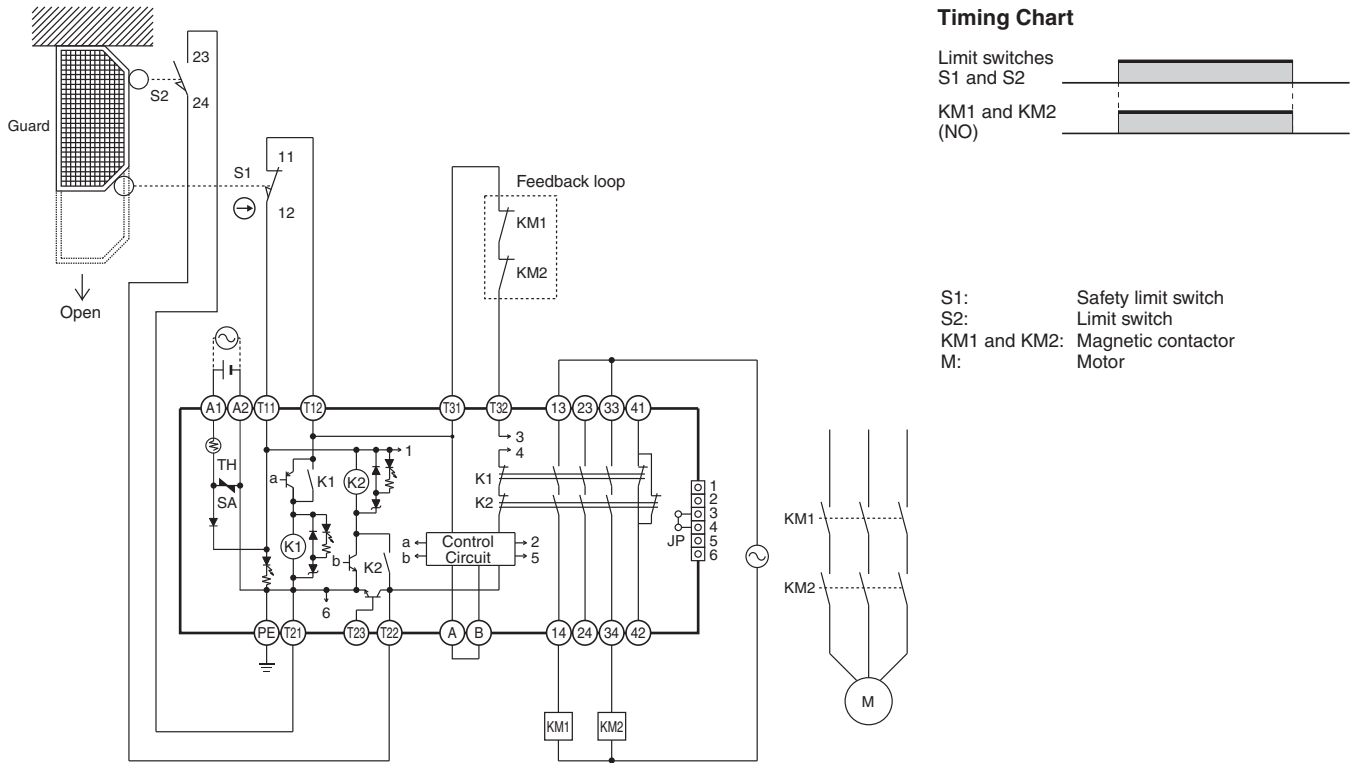 Timing Chart
Limit switches
S1 and S2
KM1 and KM2
(NO)
S1: Safety limit switch
S2: Limit switch
KM1 and KM2: Magnetic contactor
M: Motor
23
S2
24
Guard
Open
11
S1
12
Feedback loop
KM1
KM2
A1 A2 T11 T12 T31 T32 13 23 33 41
TH
SA
a
K1
K2
1
3
4
K1
K2
K1
b
K2
6
a
b
Control
Circuit
2
5
JP
1
2
3
4
5
6
PE T21 T23 T22 A B 14 24 34 42
KM1 KM2
KM1
KM2
M